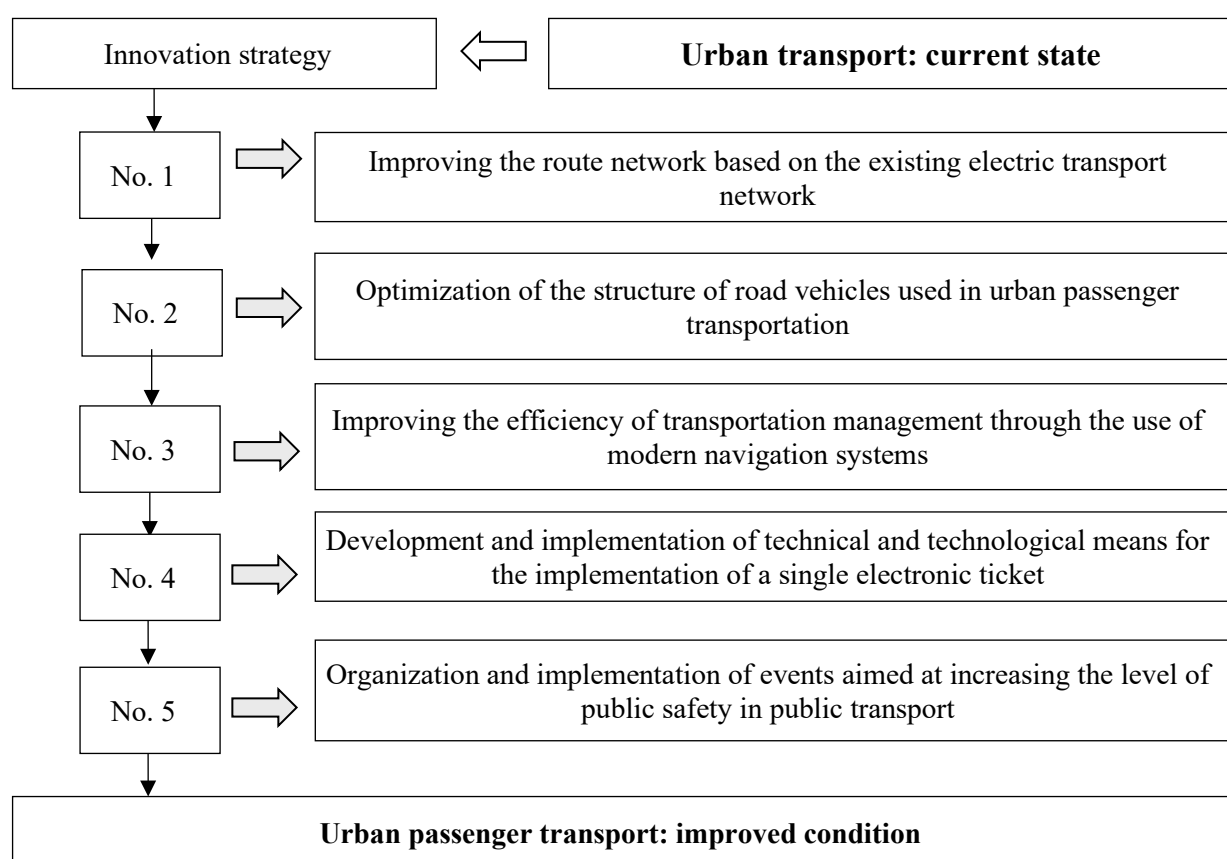 Innovation strategy
Urban transport: current state
No. 1
Improving the route network based on the existing electric transport
network
No. 2
Optimization of the structure of road vehicles used in urban passenger
transportation
No. 3
Improving the efficiency of transportation management through the use of
modern navigation systems
No. 4
Development and implementation of technical and technological means for
the implementation of a single electronic ticket
No. 5
Organization and implementation of events aimed at increasing the level of
public safety in public transport
Urban passenger transport: improved condition